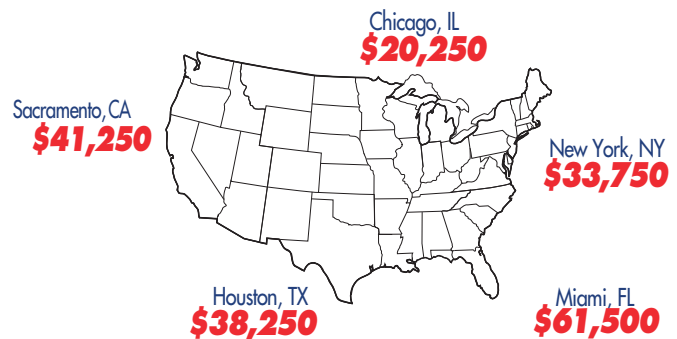 Chicago, IL
$20,250
Sacramento, CA
$41,250
New York, NY
$33,750
Houston, TX
$38,250
Miami, FL
$61,500